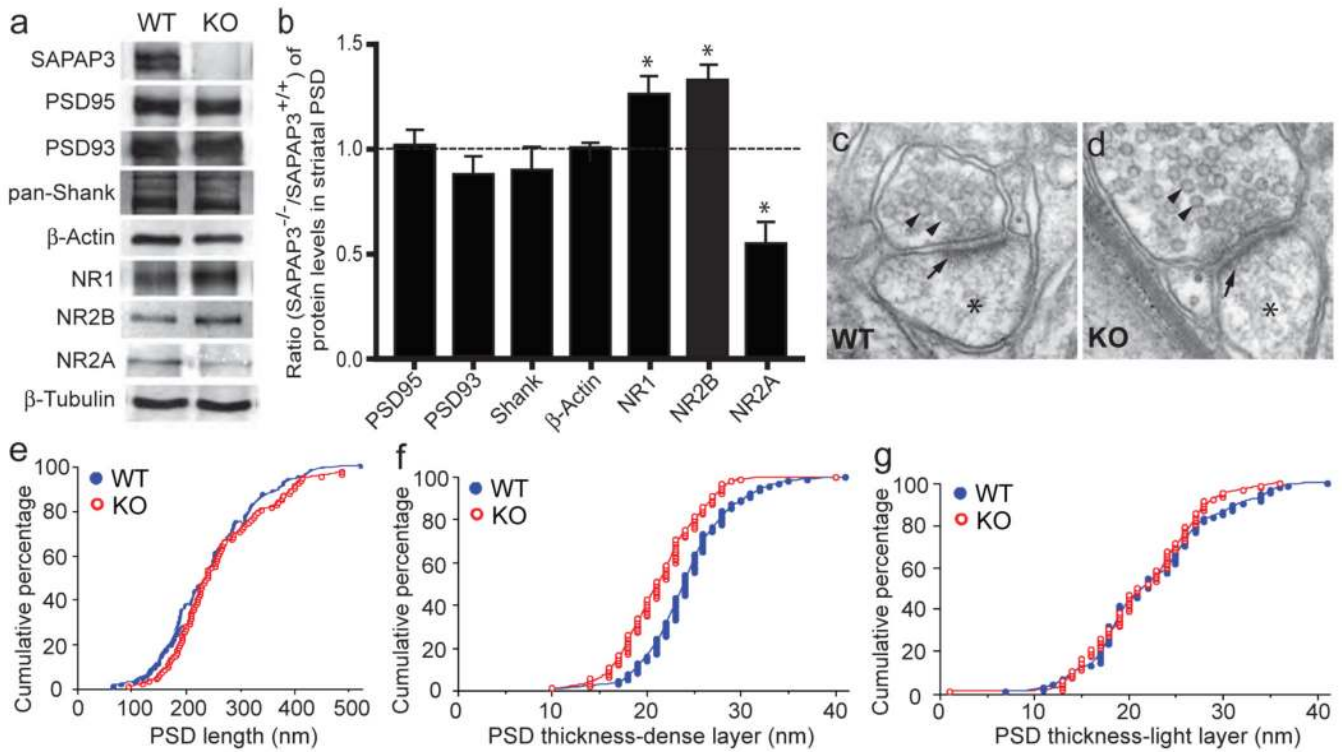 a
WT KO
SAPAP3
PSD95
PSD93
pan-Shank
β-Actin
NR1
NR2B
NR2A
β-Tubulin
b
Ratio (SAPAP3-/-/SAPAP3+/+) of
protein levels in striatal PSD
1.5
1.0
0.5
0.0
*
*
*
PSD95
PSD93
Shank
β-Actin
NR1
NR2B
NR2A
c
*
WT
d
*
KO
e
WT
KO
Cumulative percentage
100
80
60
40
20
0
0 100 200 300 400 500
PSD length (nm)
f
WT
KO
Cumulative percentage
100
80
60
40
20
0
0 10 20 30 40
PSD thickness-dense layer (nm)
g
WT
KO
Cumulative percentage
100
80
60
40
20
0
0 10 20 30 40
PSD thickness-light layer (nm)